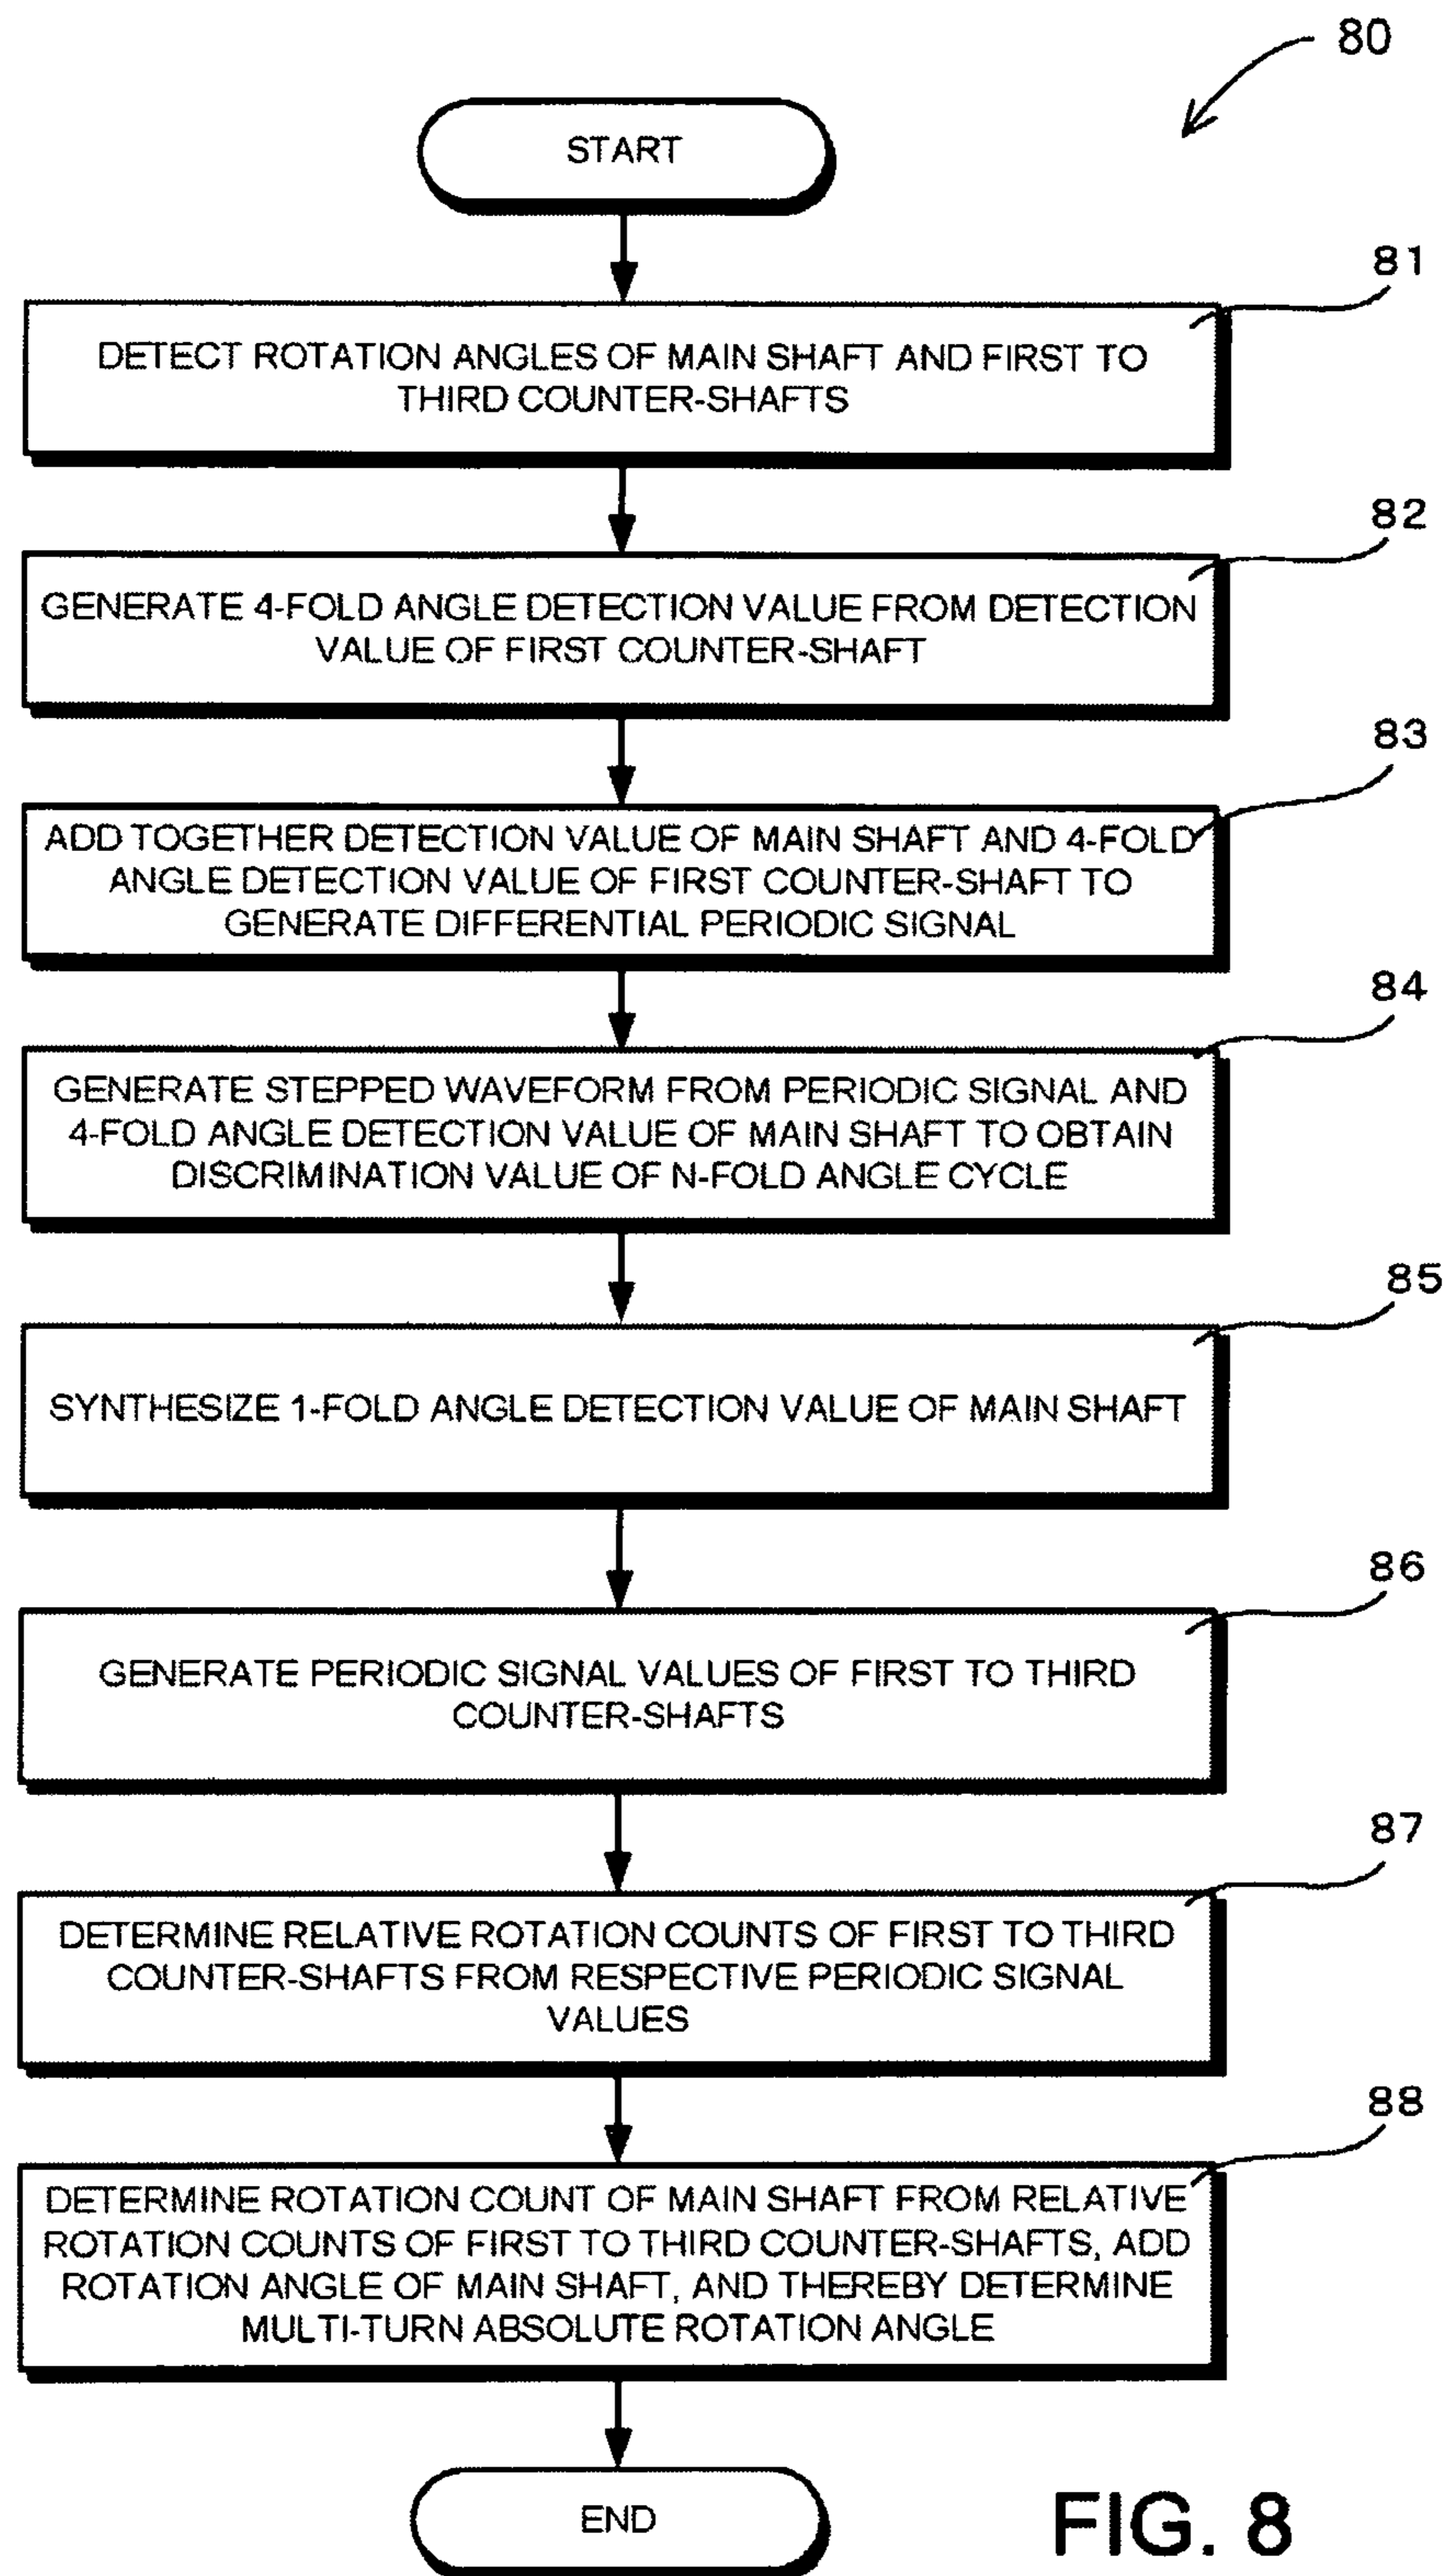 80
START
81
DETECT ROTATION ANGLES OF MAIN SHAFT AND FIRST TO
THIRD COUNTER-SHAFTS
82
GENERATE 4-FOLD ANGLE DETECTION VALUE FROM DETECTION
VALUE OF FIRST COUNTER-SHAFT
83
ADD TOGETHER DETECTION VALUE OF MAIN SHAFT AND 4-FOLD
ANGLE DETECTION VALUE OF FIRST COUNTER-SHAFT TO
GENERATE DIFFERENTIAL PERIODIC SIGNAL
84
GENERATE STEPPED WAVEFORM FROM PERIODIC SIGNAL AND
4-FOLD ANGLE DETECTION VALUE OF MAIN SHAFT TO OBTAIN
DISCRIMINATION VALUE OF N-FOLD ANGLE CYCLE
85
SYNTHESIZE 1-FOLD ANGLE DETECTION VALUE OF MAIN SHAFT
86
GENERATE PERIODIC SIGNAL VALUES OF FIRST TO THIRD
COUNTER-SHAFTS
87
DETERMINE RELATIVE ROTATION COUNTS OF FIRST TO THIRD
COUNTER-SHAFTS FROM RESPECTIVE PERIODIC SIGNAL
VALUES
88
DETERMINE ROTATION COUNT OF MAIN SHAFT FROM RELATIVE
ROTATION COUNTS OF FIRST TO THIRD COUNTER-SHAFTS, ADD
ROTATION ANGLE OF MAIN SHAFT, AND THEREBY DETERMINE
MULTI-TURN ABSOLUTE ROTATION ANGLE
END
FIG. 8